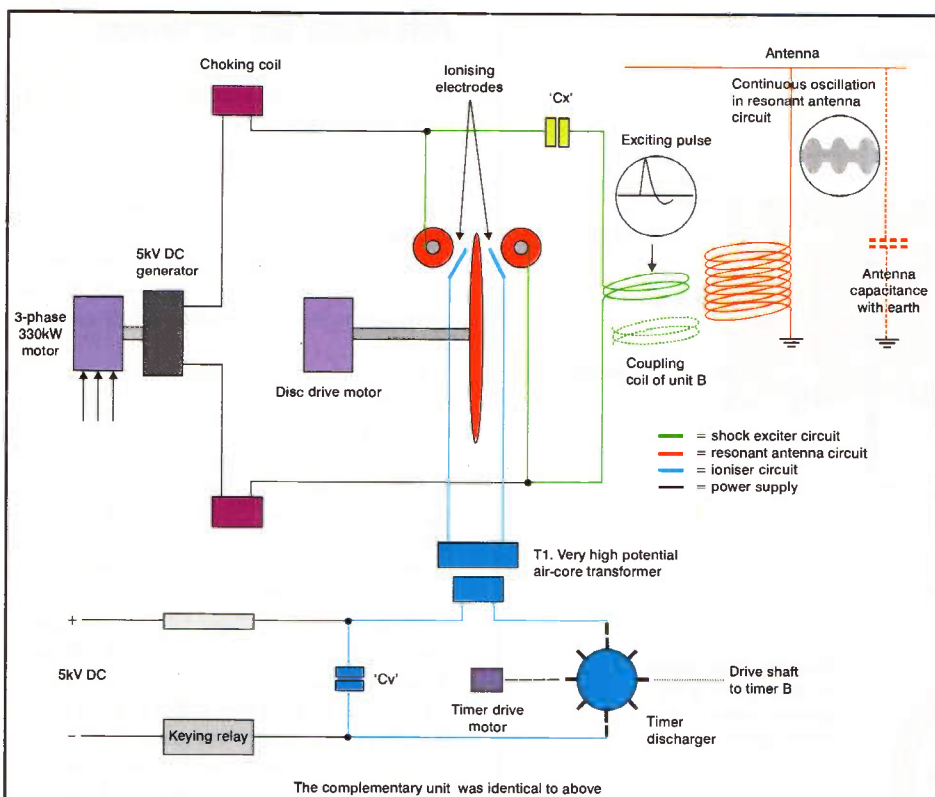 Choking coil
Ionising
electrodes
'Cx'
Antenna
Continuous oscillation
in resonant antenna
circuit
Exciting pulse
5kV DC
generator
3-phase
330kW
motor
Disc drive motor
Coupling
coil of unit B
Antenna
capacitance
with earth
= shock exciter circuit
= resonant antenna circuit
= ioniser circuit
= power supply
T1. Very high potential
air-core transformer
+
5kV DC
'Cv'
Timer drive
motor
Drive shaft
to timer B
Timer
discharger
–
Keying relay
The complementary unit was identical to above